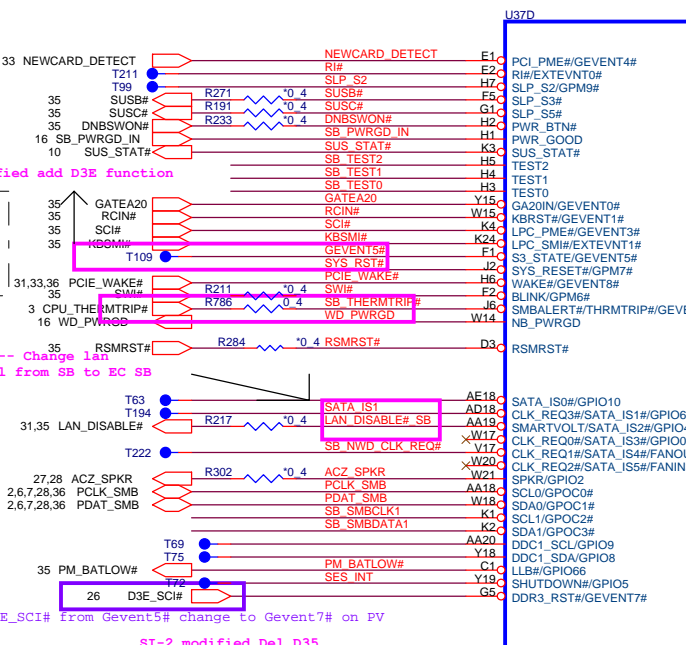 U37D
33 NEWCARD_DETECT NEWCARD_DETECT E1 PCI_PME#/GEVENT4#
T211 RI# F2 RI#/EXTEVNT0#
T99 SLP_S2 H7 SLP_S2/GPM9#
35 SUSB# R271 *0_4 SUSB# F5 SLP_S3#
35 SUSC# R191 *0_4 SUSC# G1 SLP_S5#
35 DNBSWON# R233 *0_4 DNBSWON# H2 PWR_BTN#
16 SB_PWRGD_IN SB_PWRGD_IN H1 PWR_GOOD
10 SUS_STAT# SUS_STAT# K3 SUS_STAT#
SB_TEST2 H5 TEST2
SB_TEST1 H4 TEST1
SB_TEST0 H3 TEST0
ified add D3E function
35 GATEA20 GATEA20 Y15 GA20IN/GEVENT0#
35 RCIN# RCIN# W15 KBRST#/GEVENT1#
35 SCI# SCI# K4 LPC_PME#/GEVENT3#
35 KBSMI# KBSMI# K24 LPC_SMI#/EXTEVNT1#
T109 GEVENT5# F1 S3_STATE/GEVENT5#
SYS_RST# J2 SYS_RESET#/GPM7#
31,33,36 PCIE_WAKE# PCIE_WAKE# H6 WAKE#/GEVENT8#
35 SWI# R211 *0_4 SWI# F2 BLINK/GPM6#
3 CPU_THERMTRIP# R786 0_4 SB_THERMTRIP# J6 SMBALERT#/THRMTRIP#/GEVE
16 WD_PWRGD WD_PWRGD W14 NB_PWRGD
35 RSMRST# R284 *0_4 RSMRST# D3 RSMRST#
-- Change lan
l from SB to EC SB
T63 AE18 SATA_IS0#/GPIO10
T194 SATA_IS1 AD18 CLK_REQ3#/SATA_IS1#/GPIO6
31,35 LAN_DISABLE# R217 *0_4 LAN_DISABLE#_SB AA19 SMARTVOLT/SATA_IS2#/GPIO4
W17 CLK_REQ0#/SATA_IS3#/GPIO0
T222 SB_NWD_CLK_REQ# V17 CLK_REQ1#/SATA_IS4#/FANOU
W20 CLK_REQ2#/SATA_IS5#/FANIN
27,28 ACZ_SPKR R302 *0_4 ACZ_SPKR W21 SPKR/GPIO2
2,6,7,28,36 PCLK_SMB PCLK_SMB AA18 SCL0/GPOC0#
2,6,7,28,36 PDAT_SMB PDAT_SMB W18 SDA0/GPOC1#
SB_SMBCLK1 K1 SCL1/GPOC2#
SB_SMBDATA1 K2 SDA1/GPOC3#
T69 AA20 DDC1_SCL/GPIO9
T75 Y18 DDC1_SDA/GPIO8
35 PM_BATLOW# PM_BATLOW# C1 LLB#/GPIO66
T72 SES_INT Y19 SHUTDOWN#/GPIO5
26 D3E_SCI# G5 DDR3_RST#/GEVENT7#
E_SCI# from Gevent5# change to Gevent7# on PV
SI-2 modified Del D35